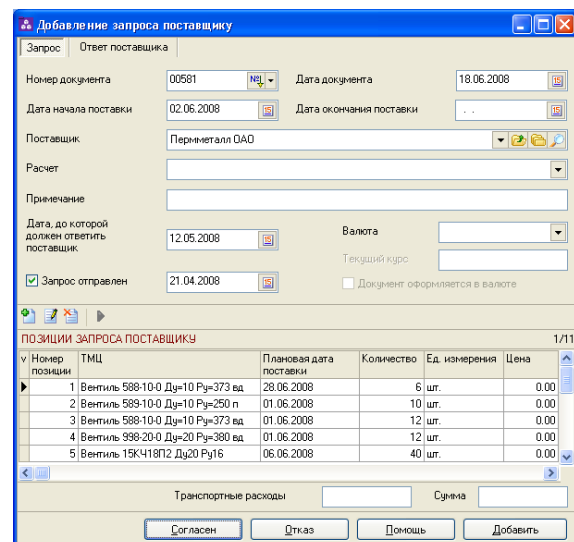 Добавление запроса поставщику
Запрос Ответ поставщика
Номер документа 00581 № Дата документа 18.06.2008 15
Дата начала поставки 02.06.2008 15 Дата окончания поставки . . 15
Поставщик Пермметалл ОАО
Расчет
Примечание
Дата, до которой
должен ответить
поставщик
12.05.2008 15 Валюта
Текущий курс
Запрос отправлен 21.04.2008 15 Документ оформляется в валюте
ПОЗИЦИИ ЗАПРОСА ПОСТАВЩИКУ 1/11
v Номер позиции ТМЦ Плановая дата поставки Количество Ед. измерения Цена
1 Вентиль 588-10-0 Ду=10 Ру=373 вд 28.06.2008 6 шт. 0.00
2 Вентиль 589-10-0 Ду=10 Ру=250 п 01.06.2008 10 шт. 0.00
3 Вентиль 588-10-0 Ду=10 Ру=373 вд 01.06.2008 12 шт. 0.00
4 Вентиль 998-20-0 Ду=20 Ру=380 вд 01.06.2008 12 шт. 0.00
5 Вентиль 15КЧ18П2 Ду20 Ру16 06.06.2008 40 шт. 0.00
Транспортные расходы Сумма
Согласен Отказ Помощь Добавить